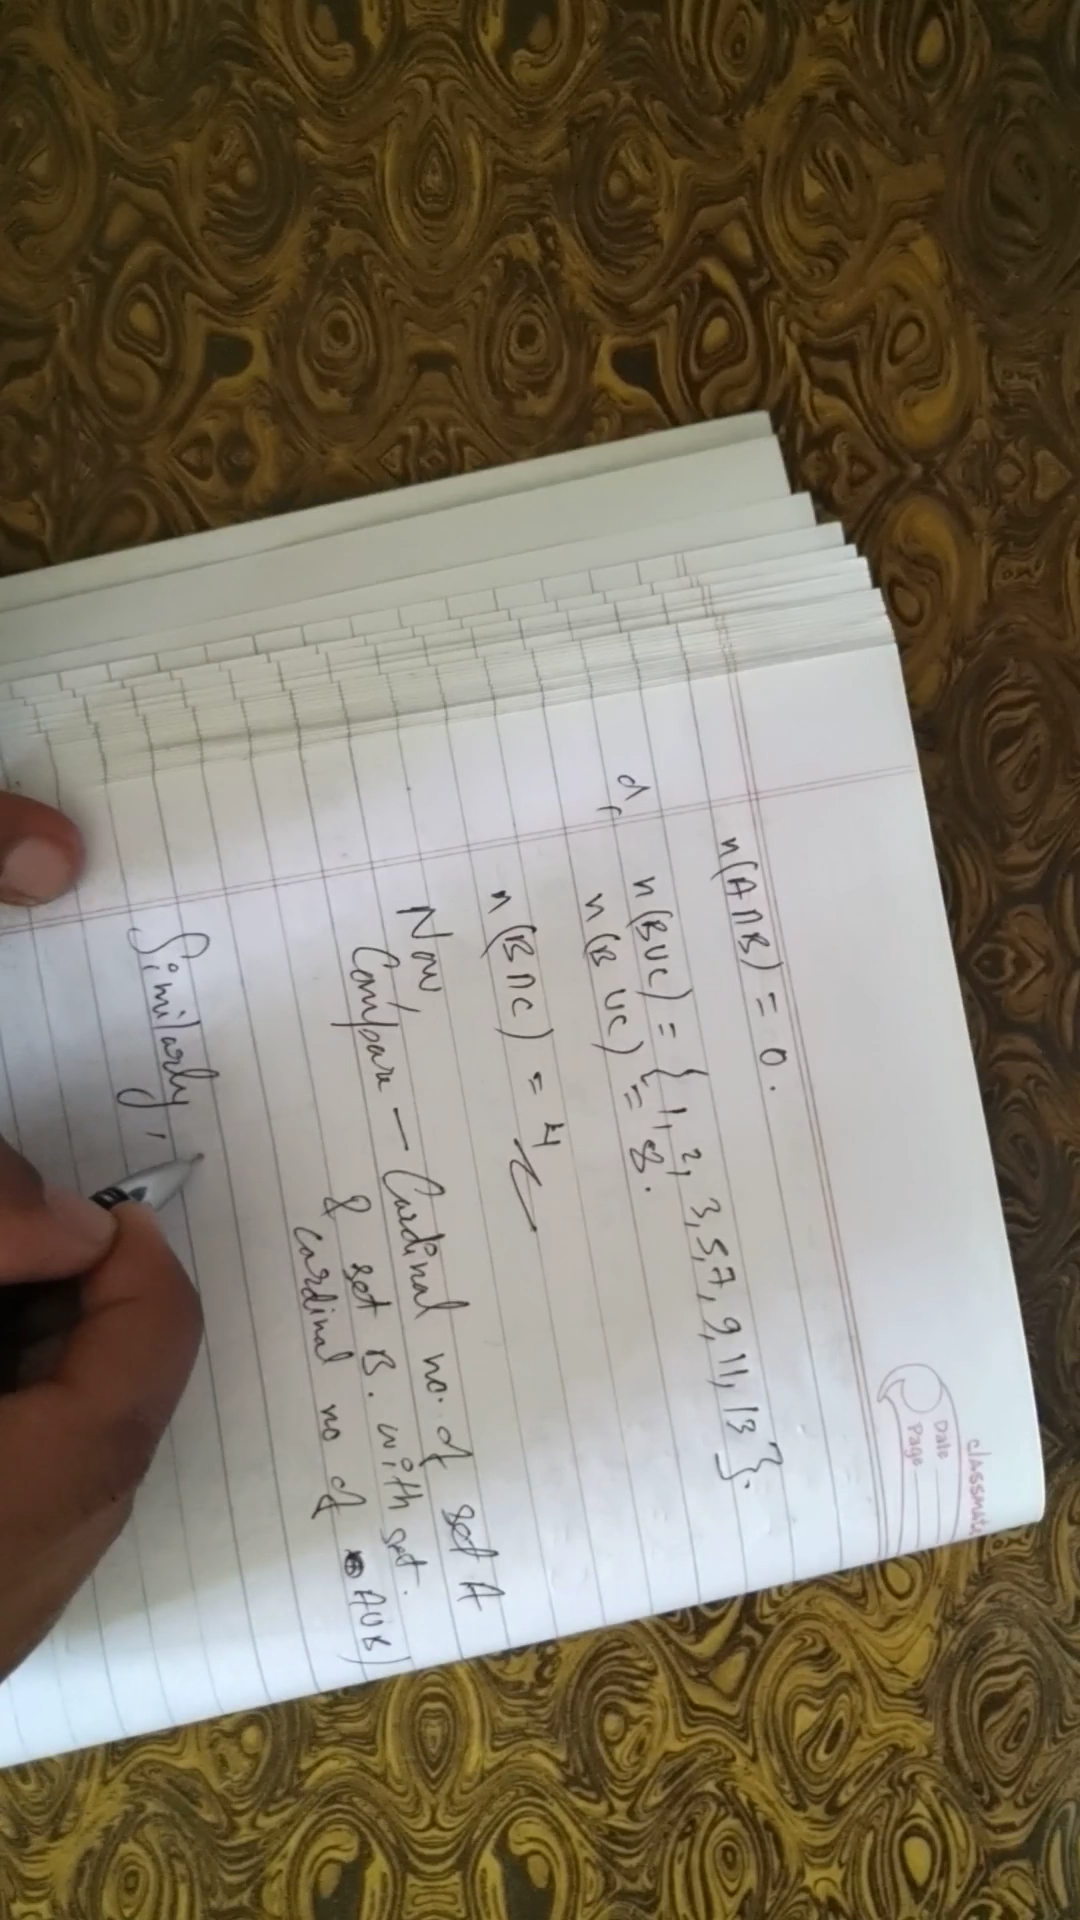 classmate
Date
Page
n(A∩B) = 0.
d, n(B∪C) = {1, 2, 3, 5, 7, 9, 11, 13}.
n(B∪C) = 8.
n(B∩C) = 4
Now,
Compare — Cardinal no. of set A
& set B. with set.
cardinal no of A∪B)
Similarly,